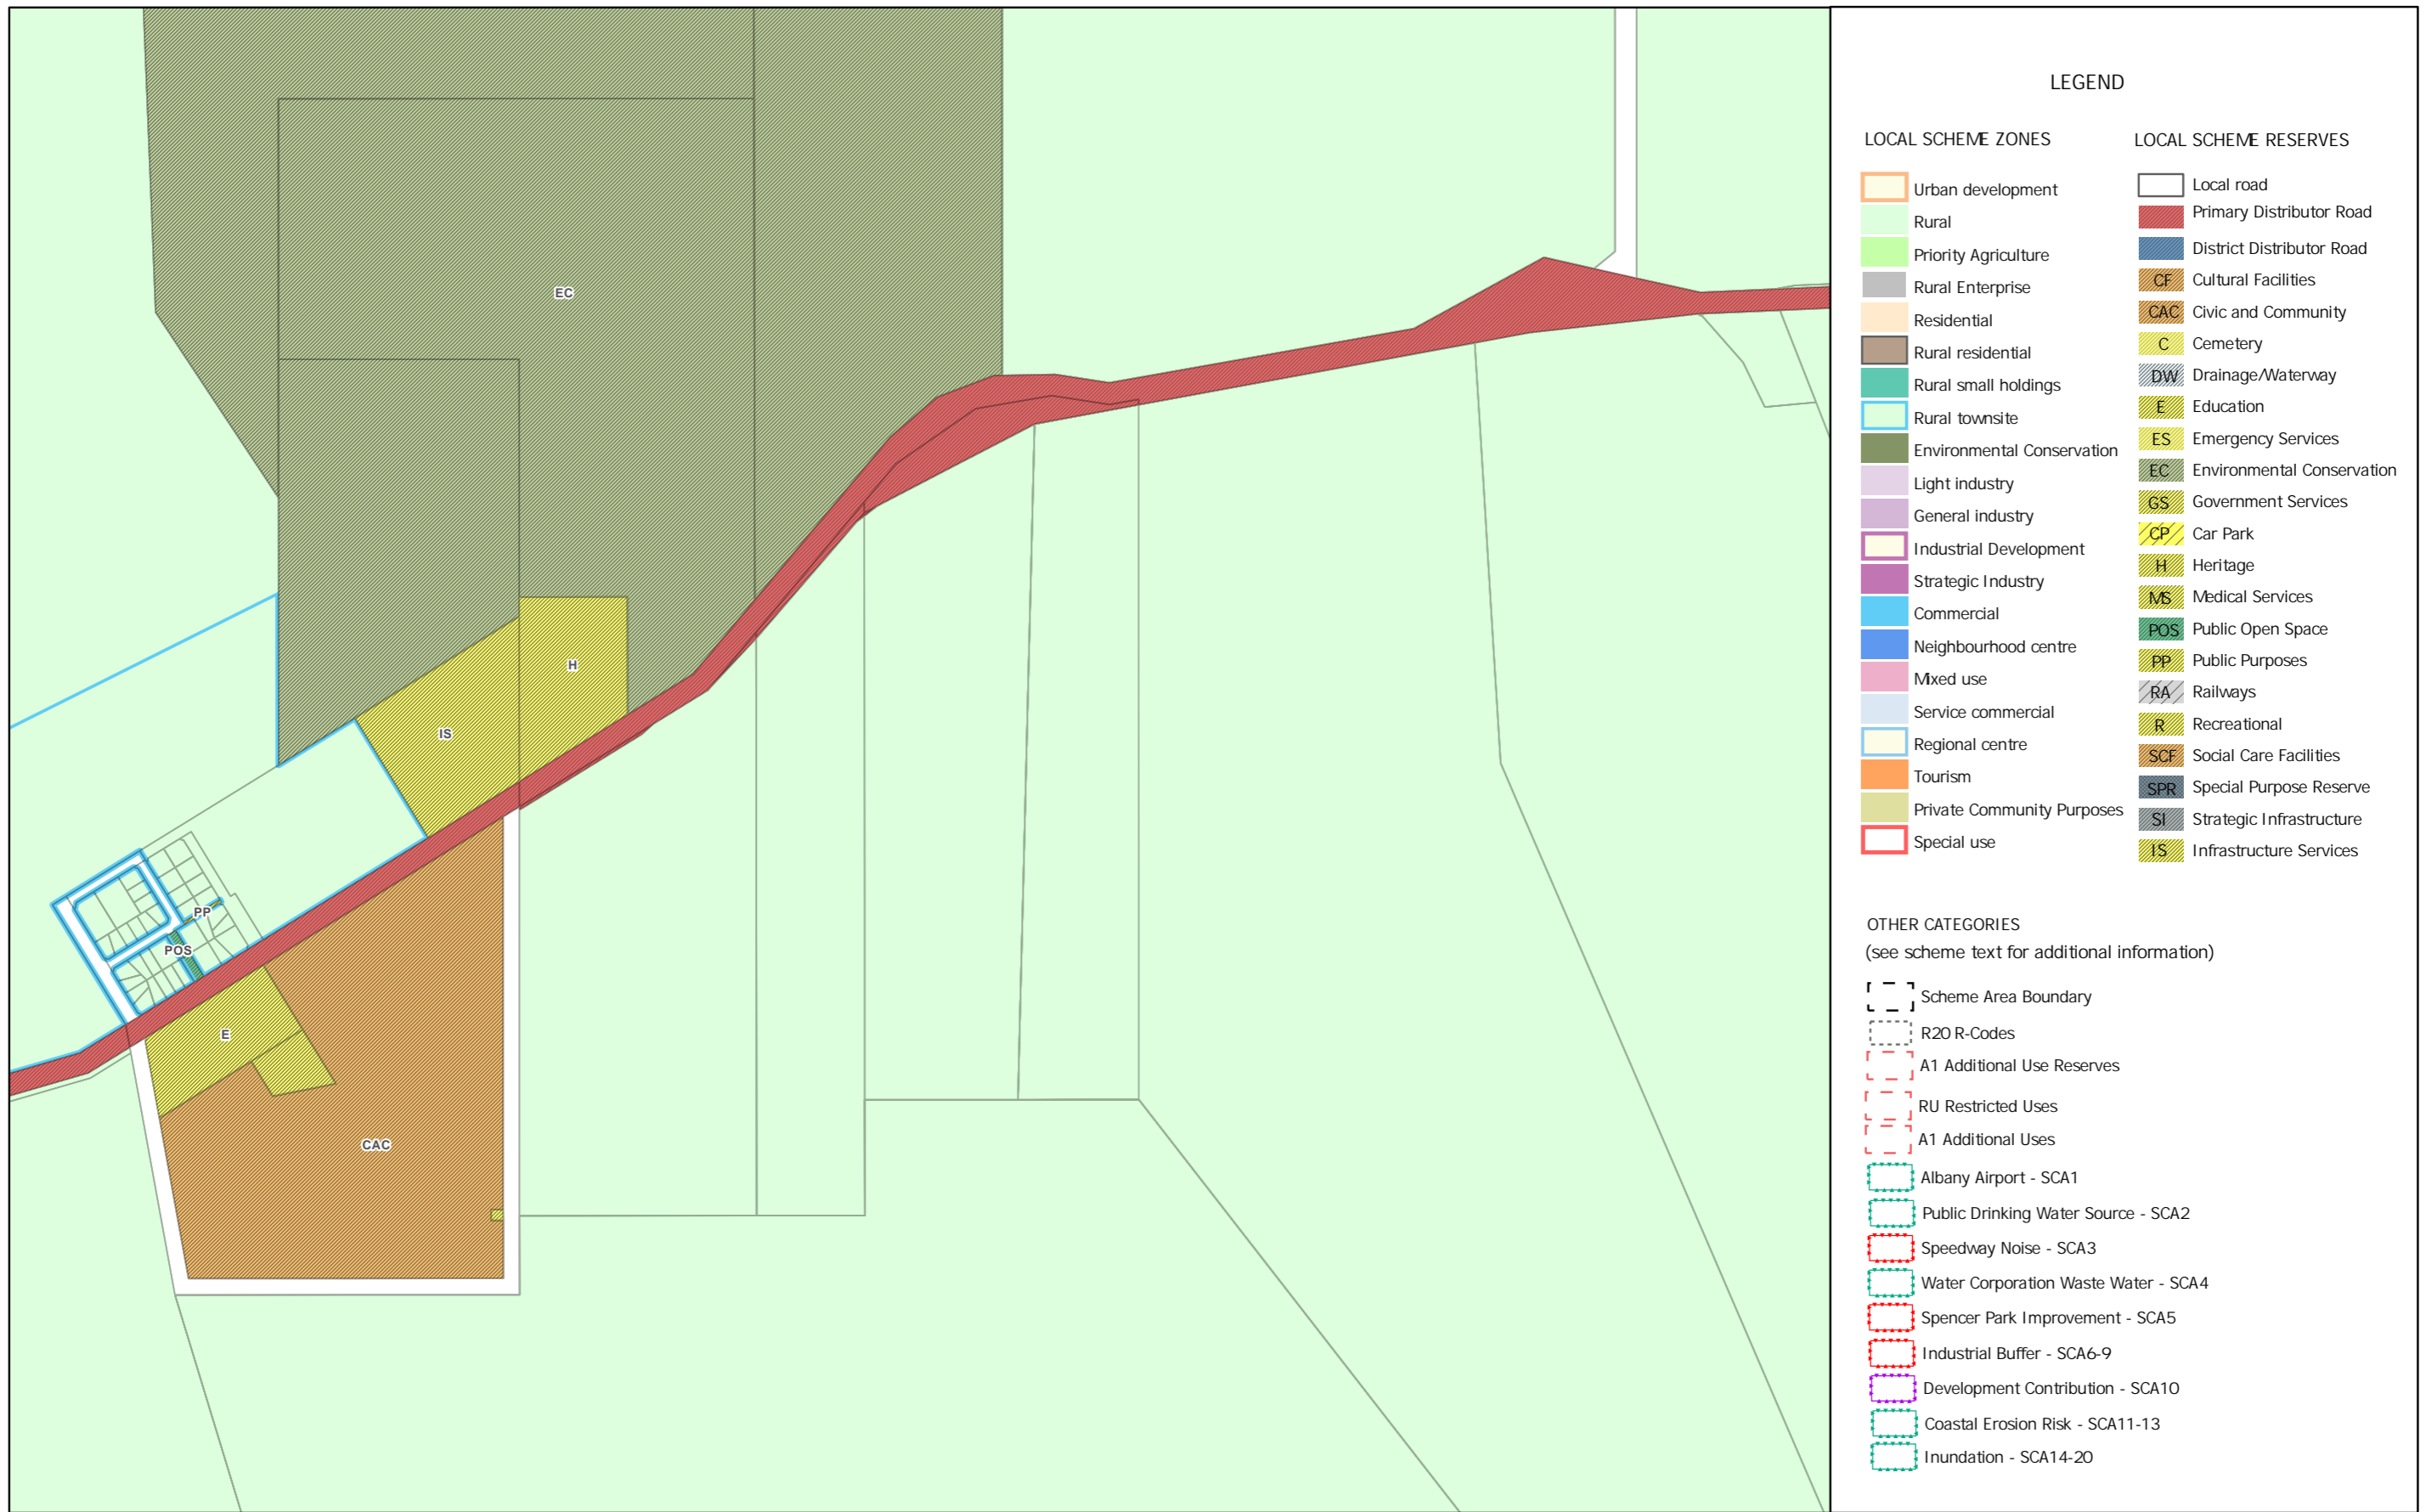 EC
H
IS
PP
POS
E
CAC
LEGEND
LOCAL SCHEME ZONES
Urban development
Rural
Priority Agriculture
Rural Enterprise
Residential
Rural residential
Rural small holdings
Rural townsite
Environmental Conservation
Light industry
General industry
Industrial Development
Strategic Industry
Commercial
Neighbourhood centre
Mixed use
Service commercial
Regional centre
Tourism
Private Community Purposes
Special use
LOCAL SCHEME RESERVES
Local road
Primary Distributor Road
District Distributor Road
CF Cultural Facilities
CAC Civic and Community
C Cemetery
DW Drainage/Waterway
E Education
ES Emergency Services
EC Environmental Conservation
GS Government Services
CP Car Park
H Heritage
MS Medical Services
POS Public Open Space
PP Public Purposes
RA Railways
R Recreational
SCF Social Care Facilities
SPR Special Purpose Reserve
SI Strategic Infrastructure
IS Infrastructure Services
OTHER CATEGORIES
(see scheme text for additional information)
Scheme Area Boundary
R20 R-Codes
A1 Additional Use Reserves
RU Restricted Uses
A1 Additional Uses
Albany Airport - SCA1
Public Drinking Water Source - SCA2
Speedway Noise - SCA3
Water Corporation Waste Water - SCA4
Spencer Park Improvement - SCA5
Industrial Buffer - SCA6-9
Development Contribution - SCA10
Coastal Erosion Risk - SCA11-13
Inundation - SCA14-20